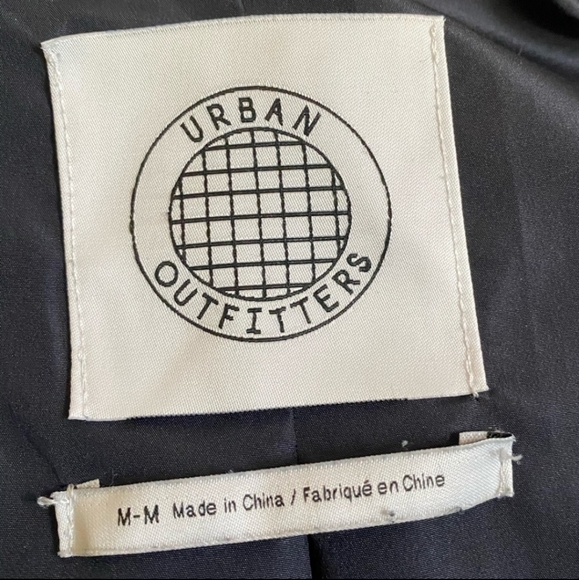 URBAN
OUTFITTERS
M-M Made in China / Fabriqué en Chine